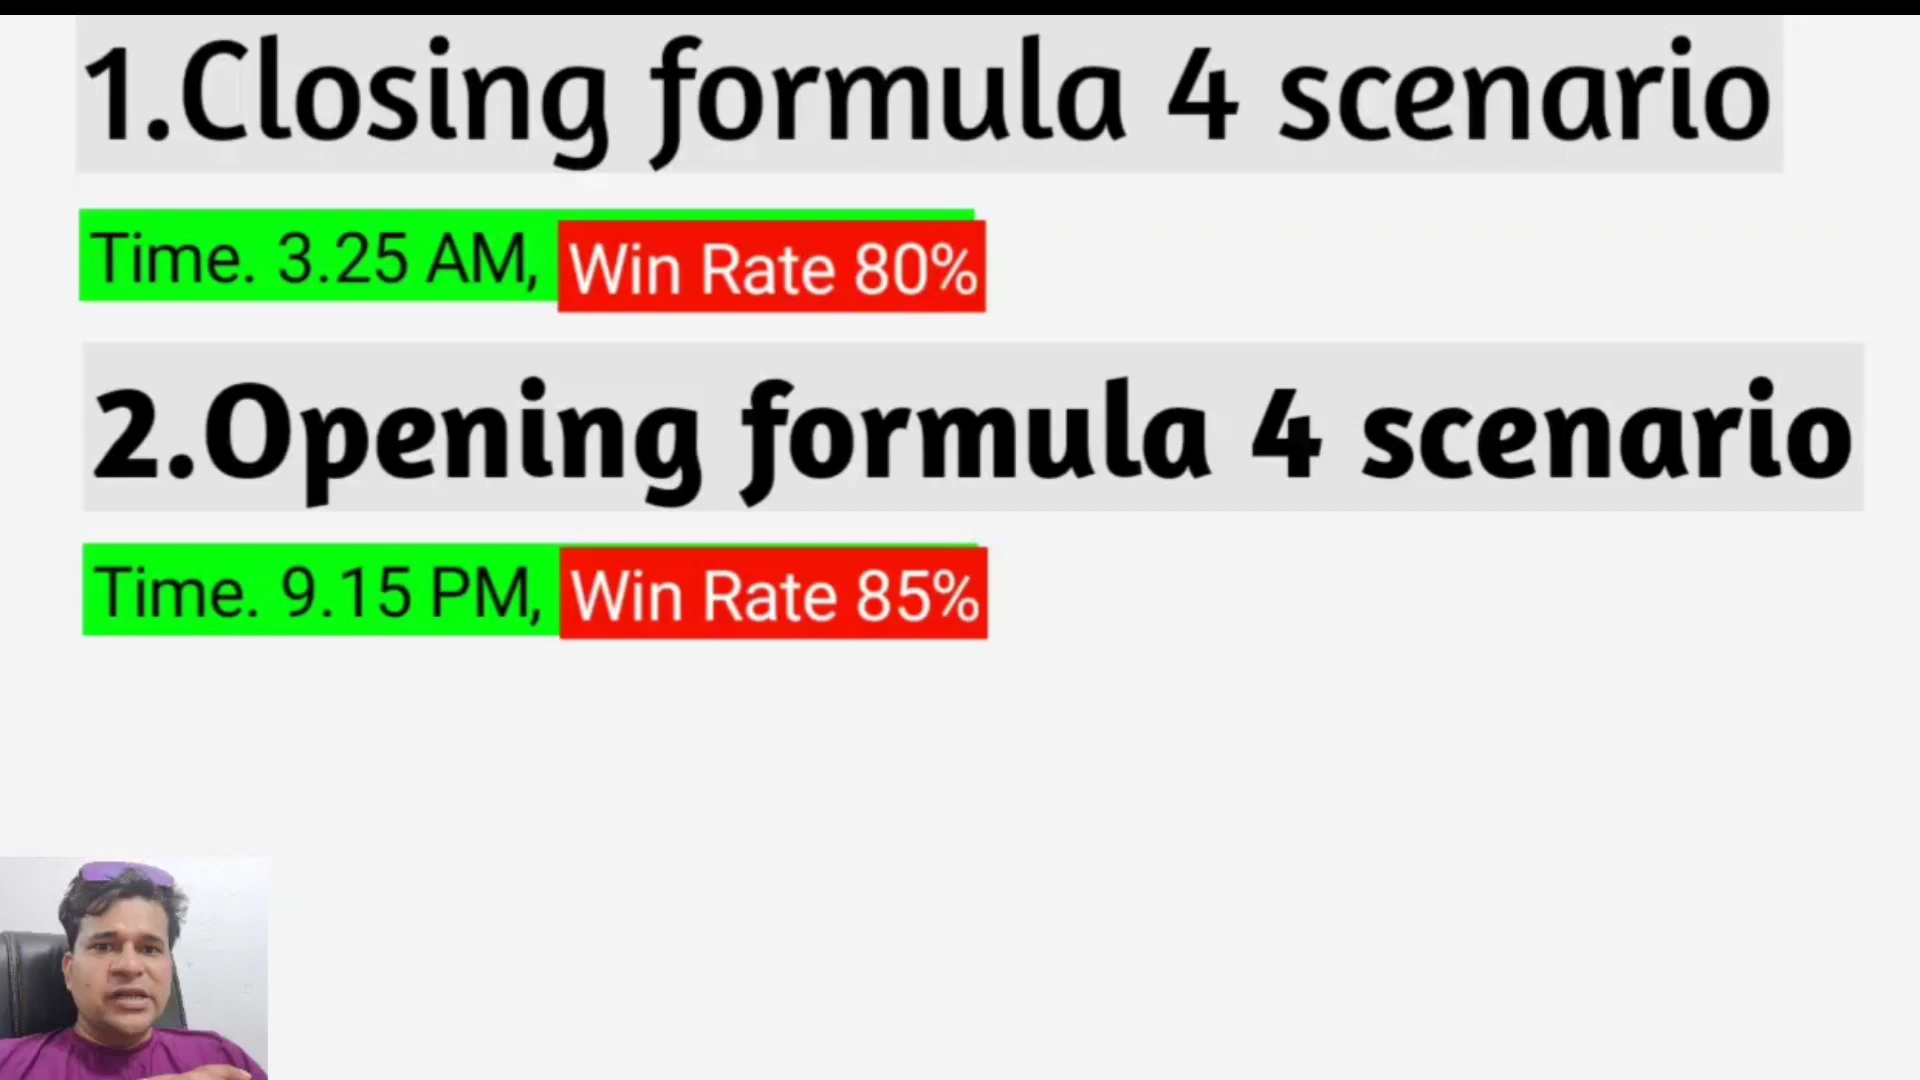 1.Closing formula 4 scenario
Time. 3.25 AM, Win Rate 80%
2.Opening formula 4 scenario
Time. 9.15 PM, Win Rate 85%